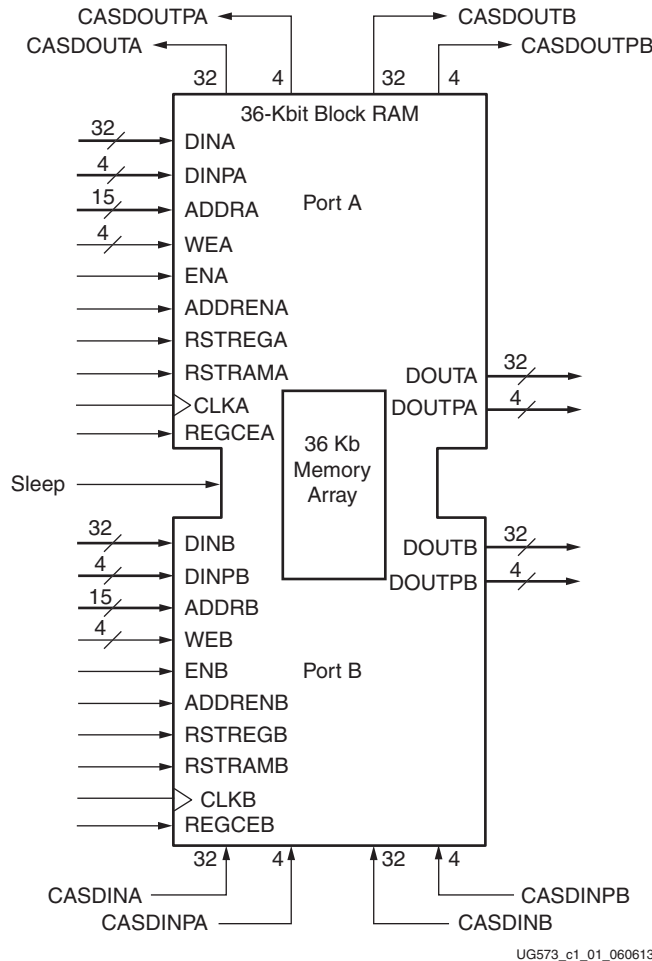 CASDOUTPA
CASDOUTB
CASDOUTA
CASDOUTPB
32 4 32 4
36-Kbit Block RAM
32
DINA
4
DINPA
15
ADDRA
Port A
4
WEA
ENA
ADDRENA
RSTREGA
RSTRAMA
DOUTA
32
CLKA
DOUTPA
4
REGCEA
36 Kb
Memory
Array
Sleep
32
DINB
DOUTB
32
4
DINPB
DOUTPB
4
15
ADDRB
4
WEB
ENB
Port B
ADDRENB
RSTREGB
RSTRAMB
CLKB
REGCEB
32 4 32 4
CASDINA
CASDINPB
CASDINPA
CASDINB
UG573_c1_01_060613